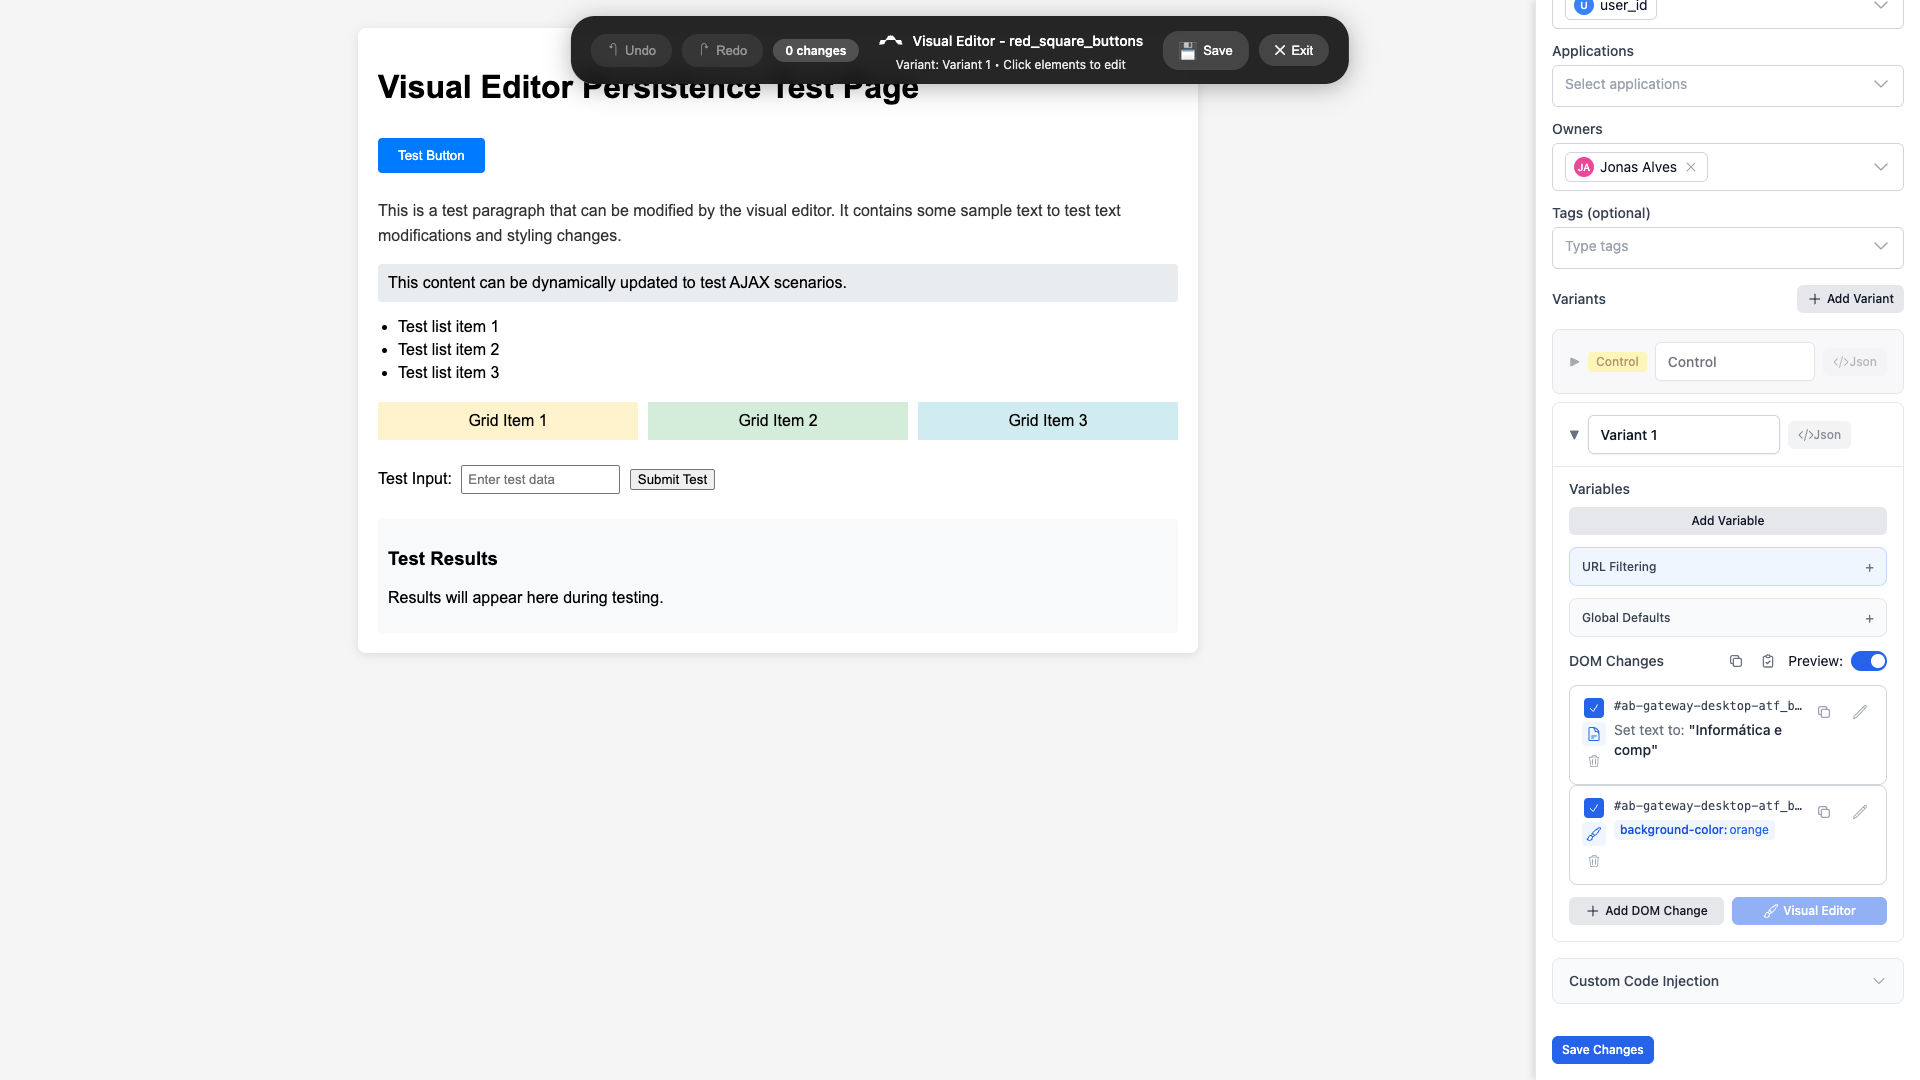 Undo
Redo
0 changes
Visual Editor - red_square_buttons
Variant: Variant 1 • Click elements to edit
Save
Exit
Visual Editor Persistence Test Page
Test Button
This is a test paragraph that can be modified by the visual editor. It contains some sample text to test text
modifications and styling changes.
This content can be dynamically updated to test AJAX scenarios.
• Test list item 1
• Test list item 2
• Test list item 3
Grid Item 1
Grid Item 2
Grid Item 3
Test Input:
Enter test data
Submit Test
Test Results
Results will appear here during testing.
U user_id
Applications
Select applications
Owners
JA Jonas Alves
Tags (optional)
Type tags
Variants
+ Add Variant
Control
Control
</>Json
Variant 1
</>Json
Variables
Add Variable
URL Filtering +
Global Defaults +
DOM Changes
Preview:
#ab-gateway-desktop-atf_b…
Set text to: "Informática e
comp"
#ab-gateway-desktop-atf_b…
background-color: orange
+ Add DOM Change
Visual Editor
Custom Code Injection
Save Changes